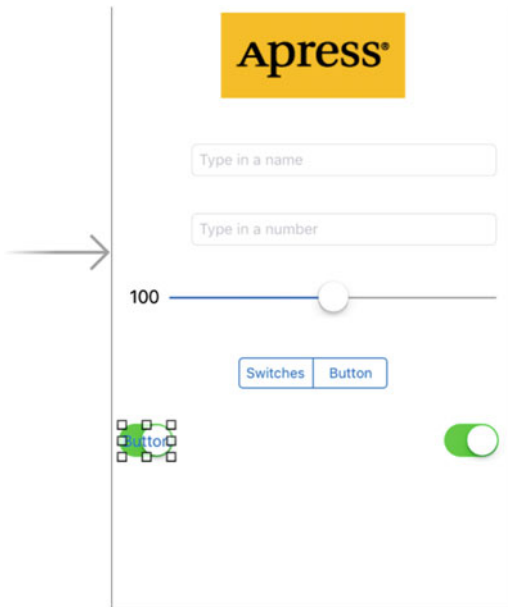 Apress®
Type in a name
Type in a number
100
Switches Button
Button